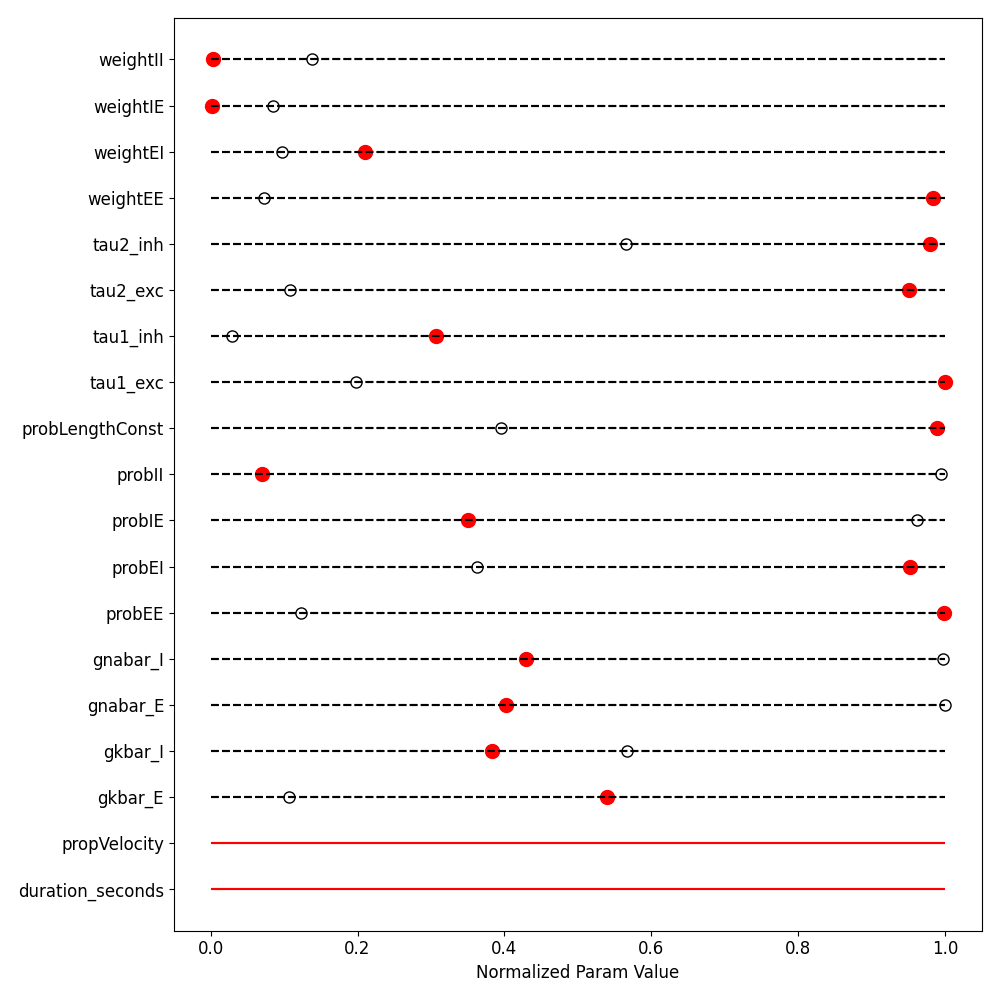 weightII
weightIE
weightEI
weightEE
tau2_inh
tau2_exc
tau1_inh
tau1_exc
probLengthConst
probII
probIE
probEI
probEE
gnabar_I
gnabar_E
gkbar_I
gkbar_E
propVelocity
duration_seconds
0.0 0.2 0.4 0.6 0.8 1.0
Normalized Param Value